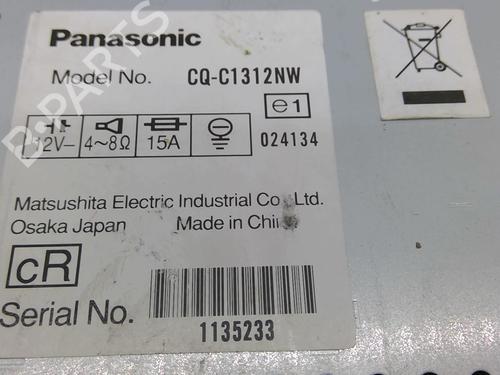 Panasonic
Model No. CQ-C1312NW
e1
12V⎓ 4~8Ω 15A 024134
Matsushita Electric Industrial Co., Ltd.
Osaka Japan Made in China
cR
Serial No. 1135233
B-PARTS